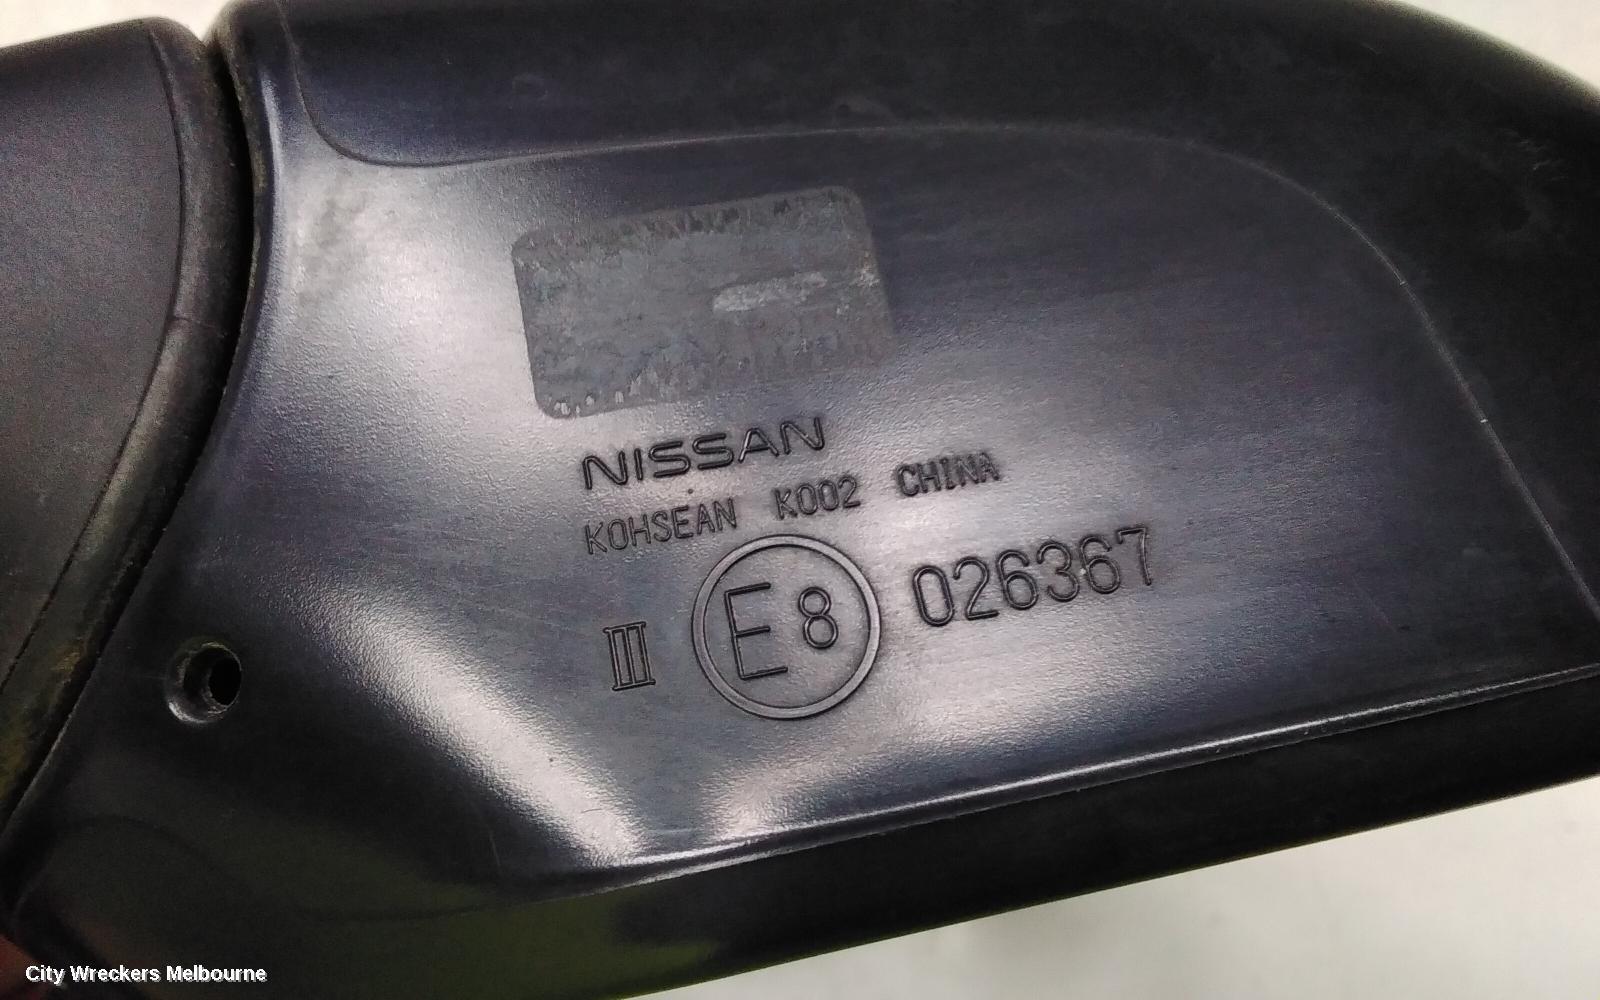 NISSAN
KOHSEAN K002 CHINA
III E8 026367
City Wreckers Melbourne